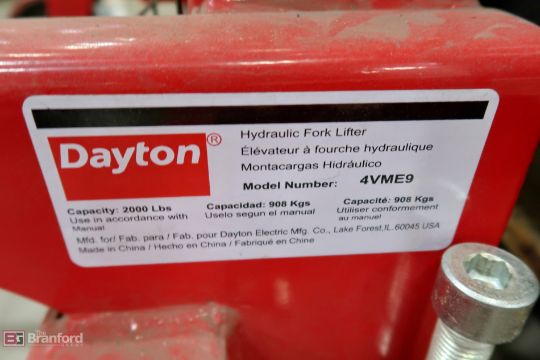 Dayton®
Hydraulic Fork Lifter
Élévateur à fourche hydraulique
Montacargas Hidráulico
Model Number: 4VME9
Capacity: 2000 Lbs
Use in accordance with
Manual
Capacidad: 908 Kgs
Uselo segun el manual
Capacité: 908 Kgs
Utiliser conformement
au manuel
Mfd. for/ Fab. para / Fab. pour Dayton Electric Mfg. Co., Lake Forest,IL.60045 USA
Made in China / Hecho en China / Fabriqué en Chine
The
Branford